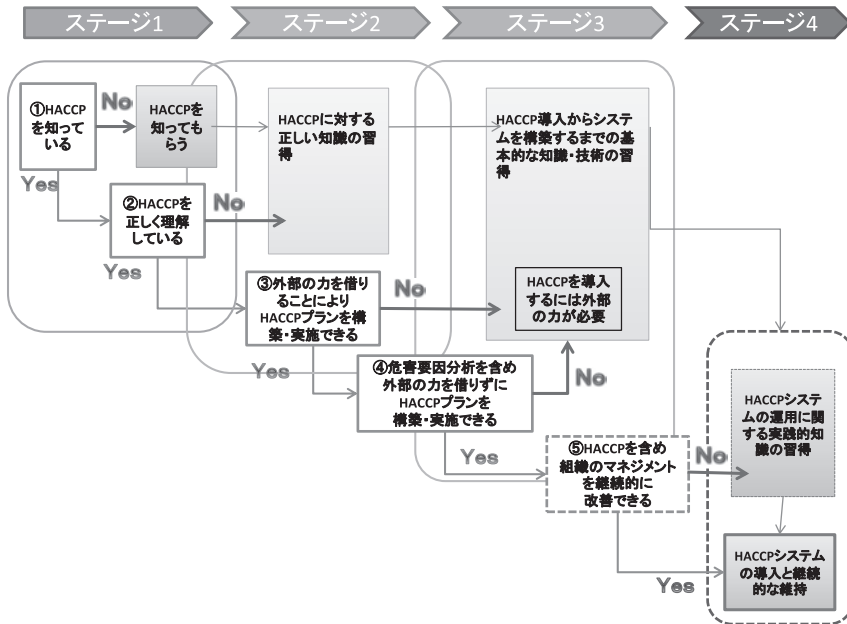 ステージ1
ステージ2
ステージ3
ステージ4
①HACCP
を知って
いる
No
HACCPを
知っても
らう
HACCPに対する
正しい知識の習
得
HACCP導入からシステ
ムを構築するまでの基
本的な知識・技術の習
得
Yes
②HACCPを
正しく理解
している
No
Yes
③外部の力を借り
ることにより
HACCPプランを構
築・実施できる
No
HACCPを導入
するには外部
の力が必要
Yes
④危害要因分析を含め
外部の力を借りずに
HACCPプランを
構築・実施できる
No
Yes
⑤HACCPを含め
組織のマネジメント
を継続的に
改善できる
No
HACCPシステ
ムの運用に関
する実践的知
識の習得
Yes
HACCPシステム
の導入と継続
的な維持